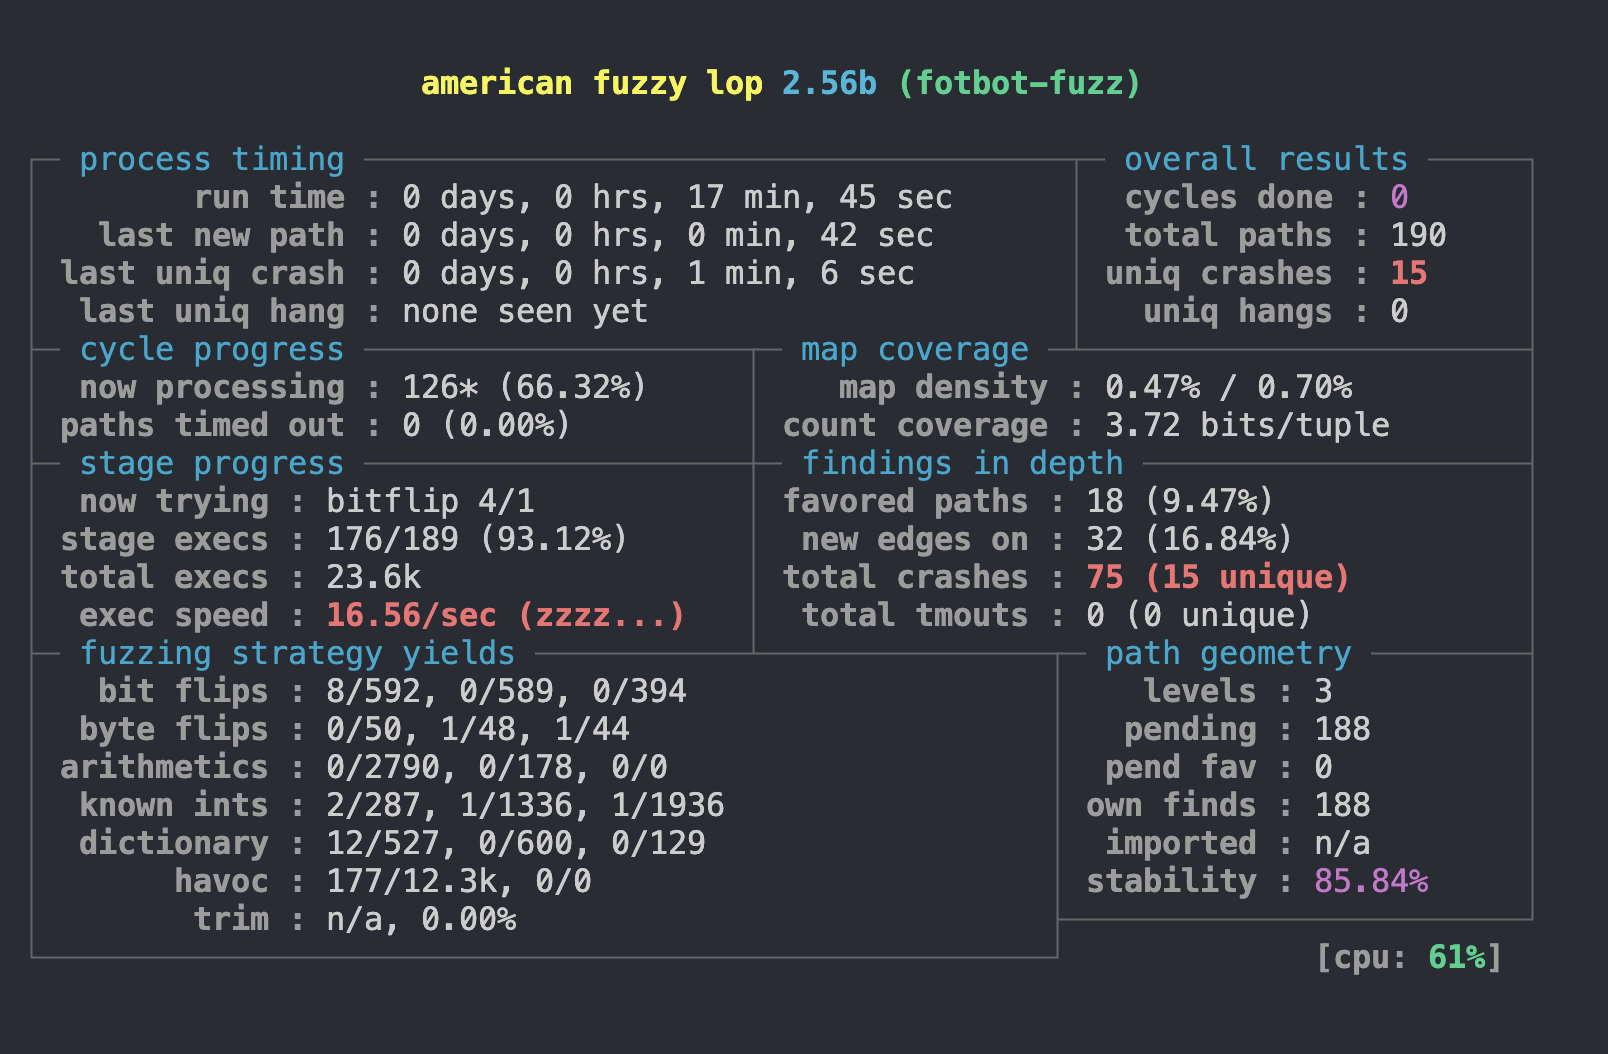 american fuzzy lop 2.56b (fotbot-fuzz)
process timing overall results
run time : 0 days, 0 hrs, 17 min, 45 sec cycles done : 0
last new path : 0 days, 0 hrs, 0 min, 42 sec total paths : 190
last uniq crash : 0 days, 0 hrs, 1 min, 6 sec uniq crashes : 15
last uniq hang : none seen yet uniq hangs : 0
cycle progress map coverage
now processing : 126* (66.32%) map density : 0.47% / 0.70%
paths timed out : 0 (0.00%) count coverage : 3.72 bits/tuple
stage progress findings in depth
now trying : bitflip 4/1 favored paths : 18 (9.47%)
stage execs : 176/189 (93.12%) new edges on : 32 (16.84%)
total execs : 23.6k total crashes : 75 (15 unique)
exec speed : 16.56/sec (zzzz...) total tmouts : 0 (0 unique)
fuzzing strategy yields path geometry
bit flips : 8/592, 0/589, 0/394 levels : 3
byte flips : 0/50, 1/48, 1/44 pending : 188
arithmetics : 0/2790, 0/178, 0/0 pend fav : 0
known ints : 2/287, 1/1336, 1/1936 own finds : 188
dictionary : 12/527, 0/600, 0/129 imported : n/a
havoc : 177/12.3k, 0/0 stability : 85.84%
trim : n/a, 0.00%
[cpu: 61%]